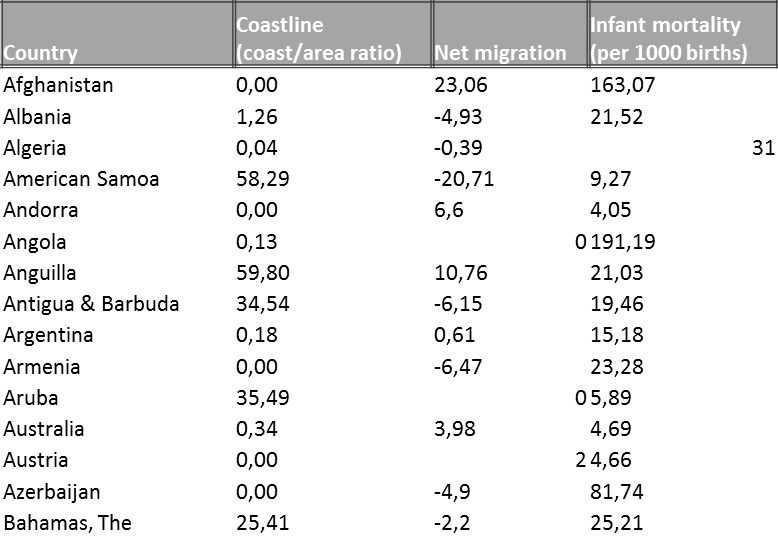 Country Coastline (coast/area ratio) Net migration Infant mortality (per 1000 births)
Afghanistan 0,00 23,06 163,07
Albania 1,26 -4,93 21,52
Algeria 0,04 -0,39 31
American Samoa 58,29 -20,71 9,27
Andorra 0,00 6,6 4,05
Angola 0,13 0 191,19
Anguilla 59,80 10,76 21,03
Antigua & Barbuda 34,54 -6,15 19,46
Argentina 0,18 0,61 15,18
Armenia 0,00 -6,47 23,28
Aruba 35,49 0 5,89
Australia 0,34 3,98 4,69
Austria 0,00 2 4,66
Azerbaijan 0,00 -4,9 81,74
Bahamas, The 25,41 -2,2 25,21